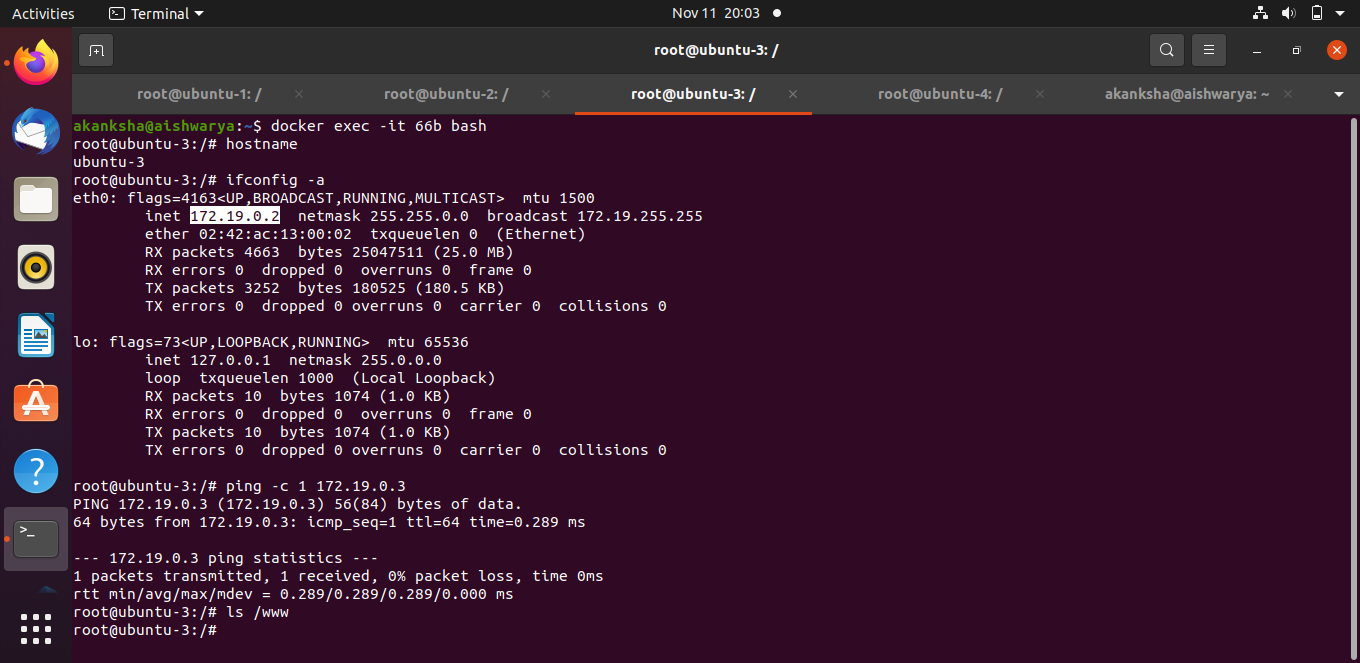 Activities Terminal Nov 11 20:03
root@ubuntu-3: /
root@ubuntu-1: / root@ubuntu-2: / root@ubuntu-3: / root@ubuntu-4: / akanksha@aishwarya: ~
akanksha@aishwarya:~$ docker exec -it 66b bash
root@ubuntu-3:/# hostname
ubuntu-3
root@ubuntu-3:/# ifconfig -a
eth0: flags=4163<UP,BROADCAST,RUNNING,MULTICAST>  mtu 1500
        inet 172.19.0.2  netmask 255.255.0.0  broadcast 172.19.255.255
        ether 02:42:ac:13:00:02  txqueuelen 0  (Ethernet)
        RX packets 4663  bytes 25047511 (25.0 MB)
        RX errors 0  dropped 0  overruns 0  frame 0
        TX packets 3252  bytes 180525 (180.5 KB)
        TX errors 0  dropped 0 overruns 0  carrier 0  collisions 0
lo: flags=73<UP,LOOPBACK,RUNNING>  mtu 65536
        inet 127.0.0.1  netmask 255.0.0.0
        loop  txqueuelen 1000  (Local Loopback)
        RX packets 10  bytes 1074 (1.0 KB)
        RX errors 0  dropped 0  overruns 0  frame 0
        TX packets 10  bytes 1074 (1.0 KB)
        TX errors 0  dropped 0 overruns 0  carrier 0  collisions 0
root@ubuntu-3:/# ping -c 1 172.19.0.3
PING 172.19.0.3 (172.19.0.3) 56(84) bytes of data.
64 bytes from 172.19.0.3: icmp_seq=1 ttl=64 time=0.289 ms
--- 172.19.0.3 ping statistics ---
1 packets transmitted, 1 received, 0% packet loss, time 0ms
rtt min/avg/max/mdev = 0.289/0.289/0.289/0.000 ms
root@ubuntu-3:/# ls /www
root@ubuntu-3:/#